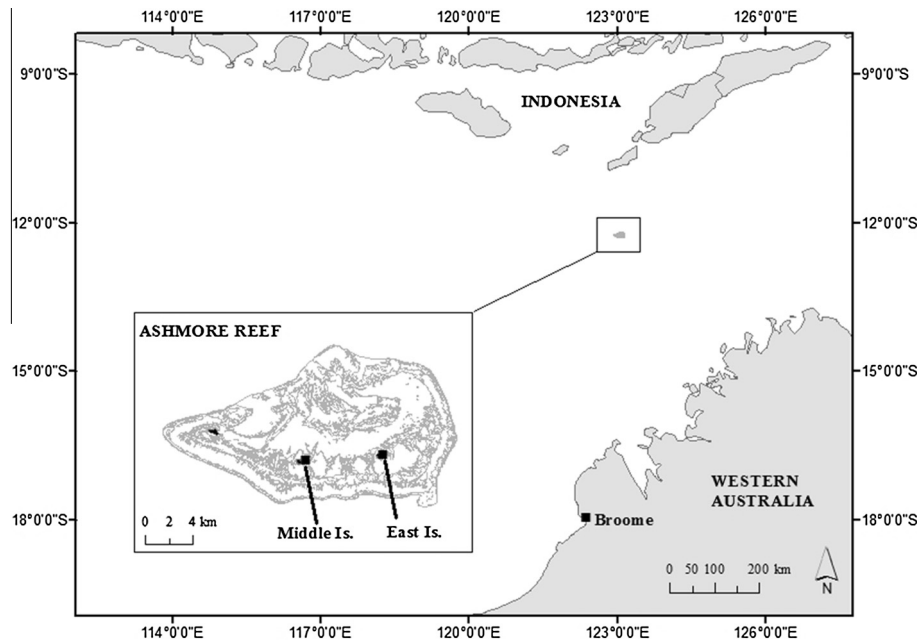 114°0'0"E 117°0'0"E 120°0'0"E 123°0'0"E 126°0'0"E
9°0'0"S 9°0'0"S
INDONESIA
12°0'0"S 12°0'0"S
ASHMORE REEF
15°0'0"S 15°0'0"S
WESTERN
AUSTRALIA
18°0'0"S 18°0'0"S
Broome
0 2 4 km
Middle Is. East Is.
0 50 100 200 km
N
114°0'0"E 117°0'0"E 120°0'0"E 123°0'0"E 126°0'0"E